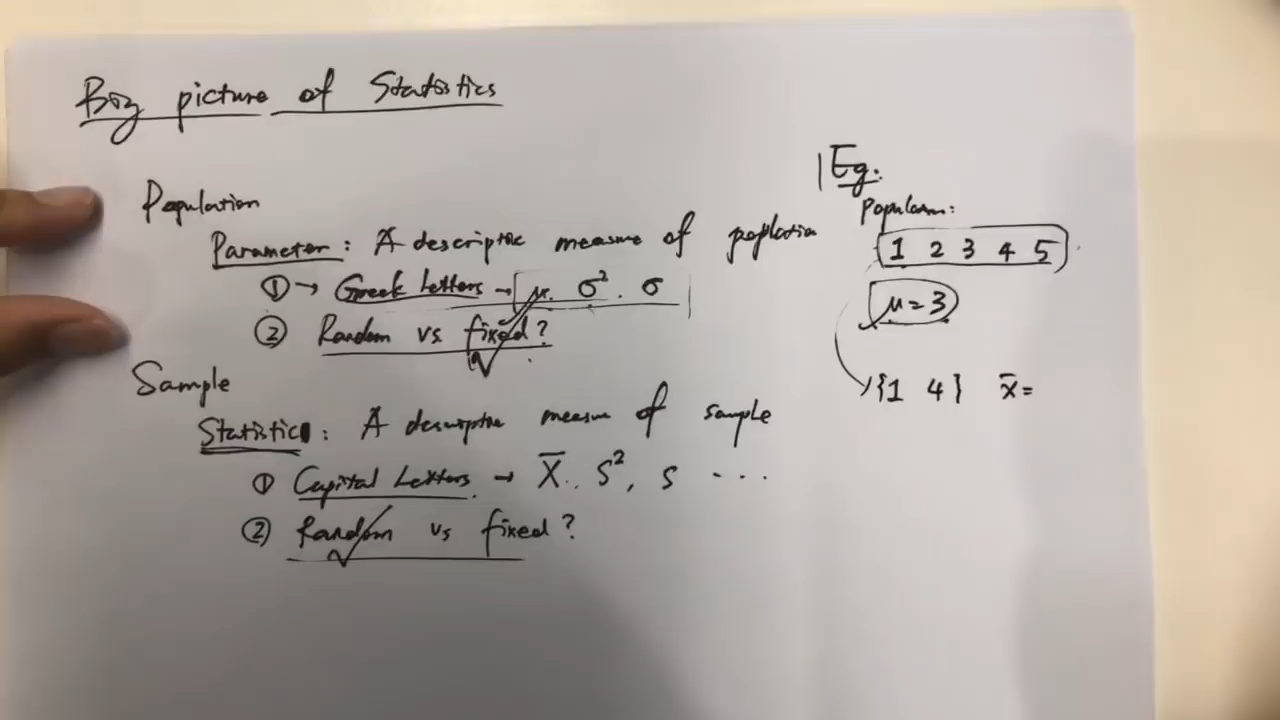 Big picture of Statistics
Population
Parameter: A descriptive measure of poplation
① → Greek Letters → μ. σ². σ
② Random vs fixed?
Sample
Statistic: A descriptive measure of sample
① Capital Letters → X̄., S², S ...
② Random vs fixed?
Eg.
Population:
1 2 3 4 5
μ = 3
{1 4} x̄ =